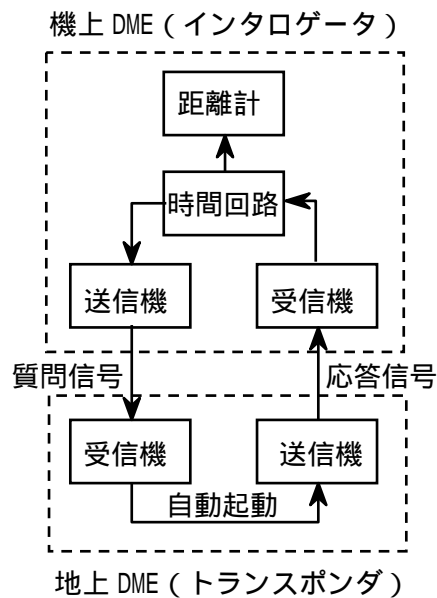 機上 DME ( インタロゲータ )
距離計
時間回路
送信機
受信機
質問信号
応答信号
受信機
送信機
自動起動
地上 DME ( トランスポンダ )